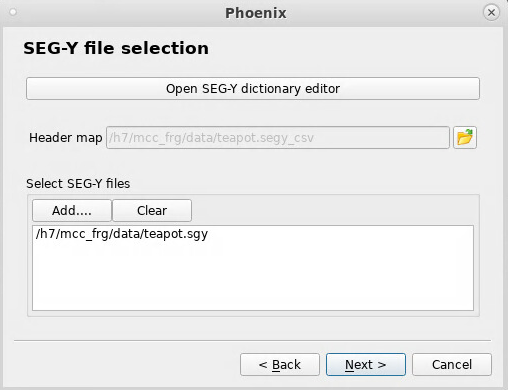 Phoenix
SEG-Y file selection
Open SEG-Y dictionary editor
Header map /h7/mcc_frg/data/teapot.segy_csv
Select SEG-Y files
Add.... Clear
/h7/mcc_frg/data/teapot.sgy
< Back Next > Cancel